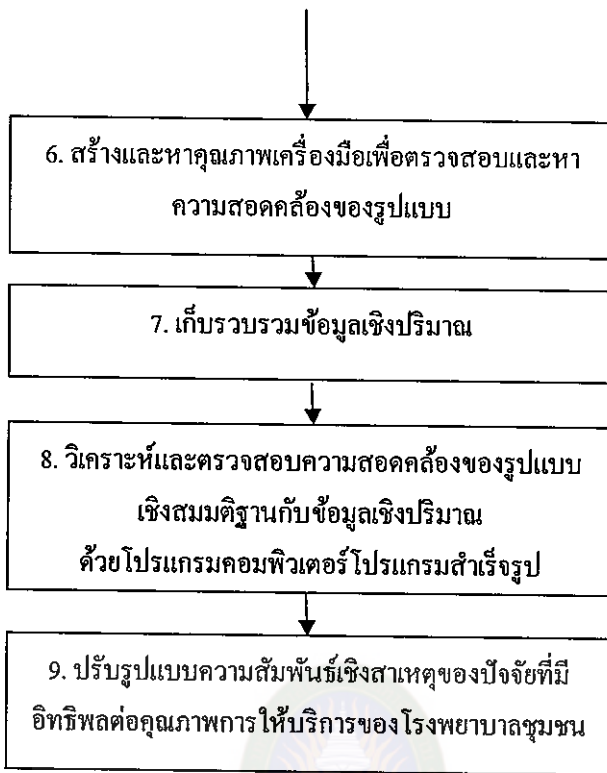 6. สร้างและหาคุณภาพเครื่องมือเพื่อตรวจสอบและหา
ความสอดคล้องของรูปแบบ
7. เก็บรวบรวมข้อมูลเชิงปริมาณ
8. วิเคราะห์และตรวจสอบความสอดคล้องของรูปแบบ
เชิงสมมติฐานกับข้อมูลเชิงปริมาณ
ด้วยโปรแกรมคอมพิวเตอร์โปรแกรมสำเร็จรูป
9. ปรับรูปแบบความสัมพันธ์เชิงสาเหตุของปัจจัยที่มี
อิทธิพลต่อคุณภาพการให้บริการของโรงพยาบาลชุมชน